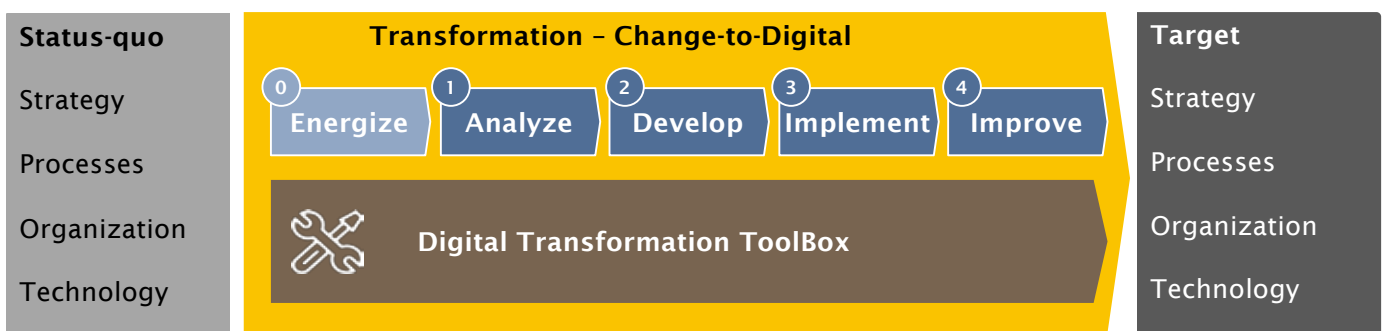 Status-quo
Strategy
Processes
Organization
Technology
Transformation – Change-to-Digital
0
Energize
1
Analyze
2
Develop
3
Implement
4
Improve
Digital Transformation ToolBox
Target
Strategy
Processes
Organization
Technology